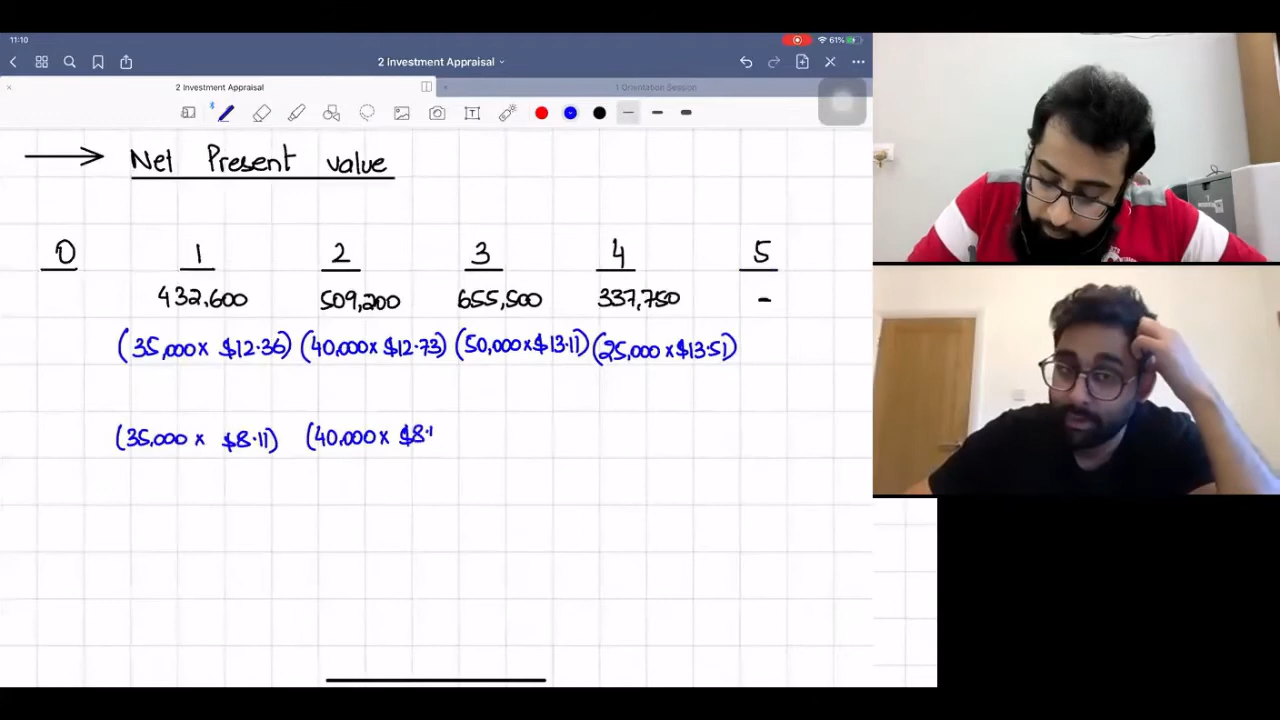 11:10
61%
2 Investment Appraisal
2 Investment Appraisal
1 Orientation Session
Net Present value
0 1 2 3 4 5
432,600 509,200 655,500 337,750 -
(35,000 x $12.36) (40,000 x $12.73) (50,000 x $13.11) (25,000 x $13.51)
(35,000 x $8.11) (40,000 x $8.